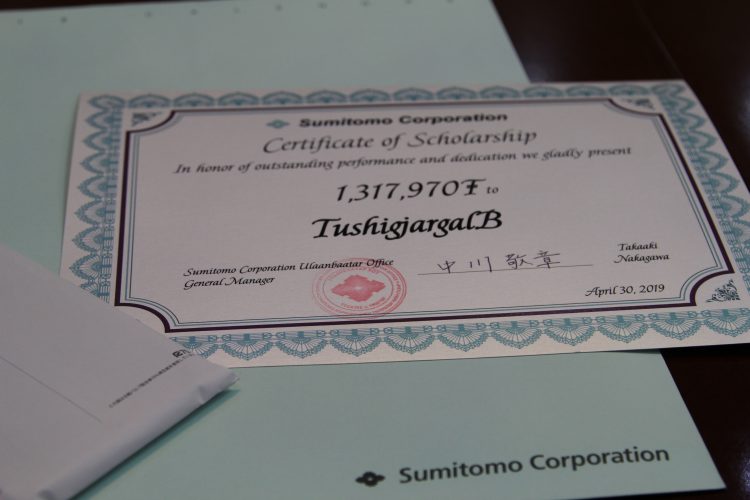 Sumitomo Corporation
Certificate of Scholarship
In honor of outstanding performance and dedication we gladly present
1,317,970₮ to
Tushigjargal.B
Sumitomo Corporation Ulaanbaatar Office
General Manager
中川敬章
Takaaki
Nakagawa
April 30, 2019
Sumitomo Corporation